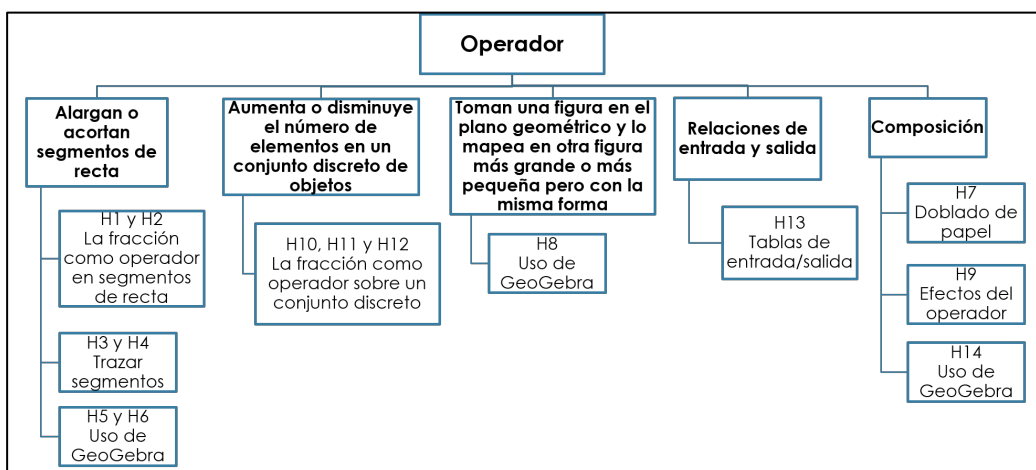 Operador
Alargan o
acortan
segmentos de
recta
H1 y H2
La fracción
como operador
en segmentos
de recta
H3 y H4
Trazar
segmentos
H5 y H6
Uso de
GeoGebra
Aumenta o disminuye
el número de
elementos en un
conjunto discreto de
objetos
H10, H11 y H12
La fracción como
operador sobre un
conjunto discreto
Toman una figura en el
plano geométrico y lo
mapea en otra figura
más grande o más
pequeña pero con la
misma forma
H8
Uso de
GeoGebra
Relaciones de
entrada y salida
H13
Tablas de
entrada/salida
Composición
H7
Doblado de
papel
H9
Efectos del
operador
H14
Uso de
GeoGebra